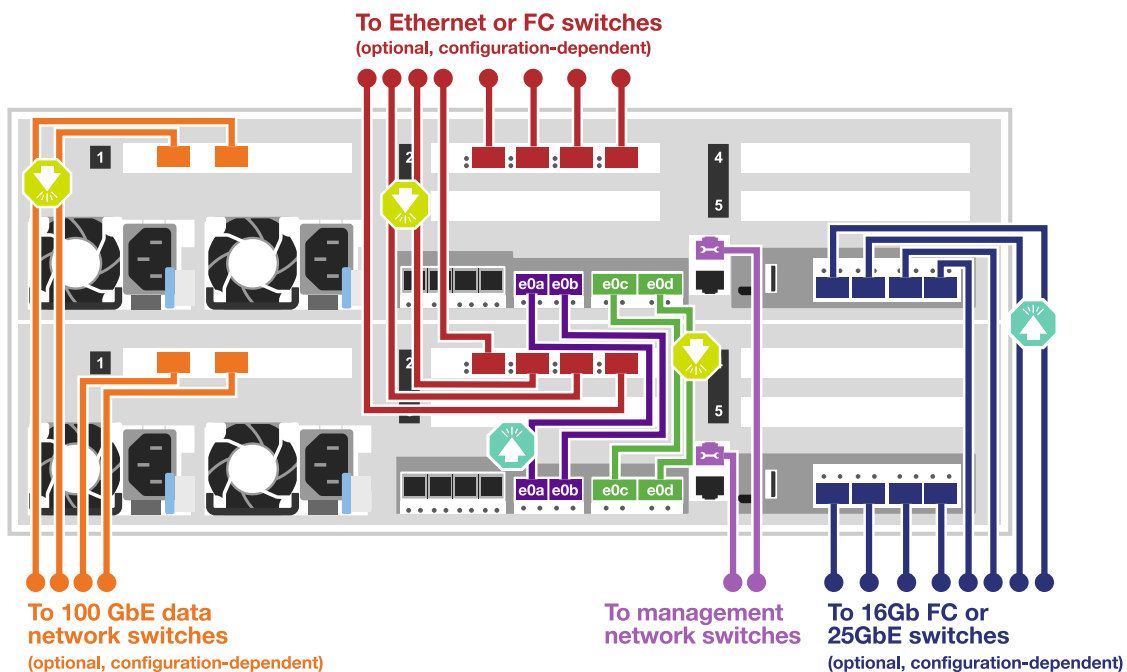 To Ethernet or FC switches
(optional, configuration-dependent)
1
2
4
5
e0a e0b e0c e0d
1
2
5
e0a e0b e0c e0d
To 100 GbE data
network switches
(optional, configuration-dependent)
To management
network switches
To 16Gb FC or
25GbE switches
(optional, configuration-dependent)